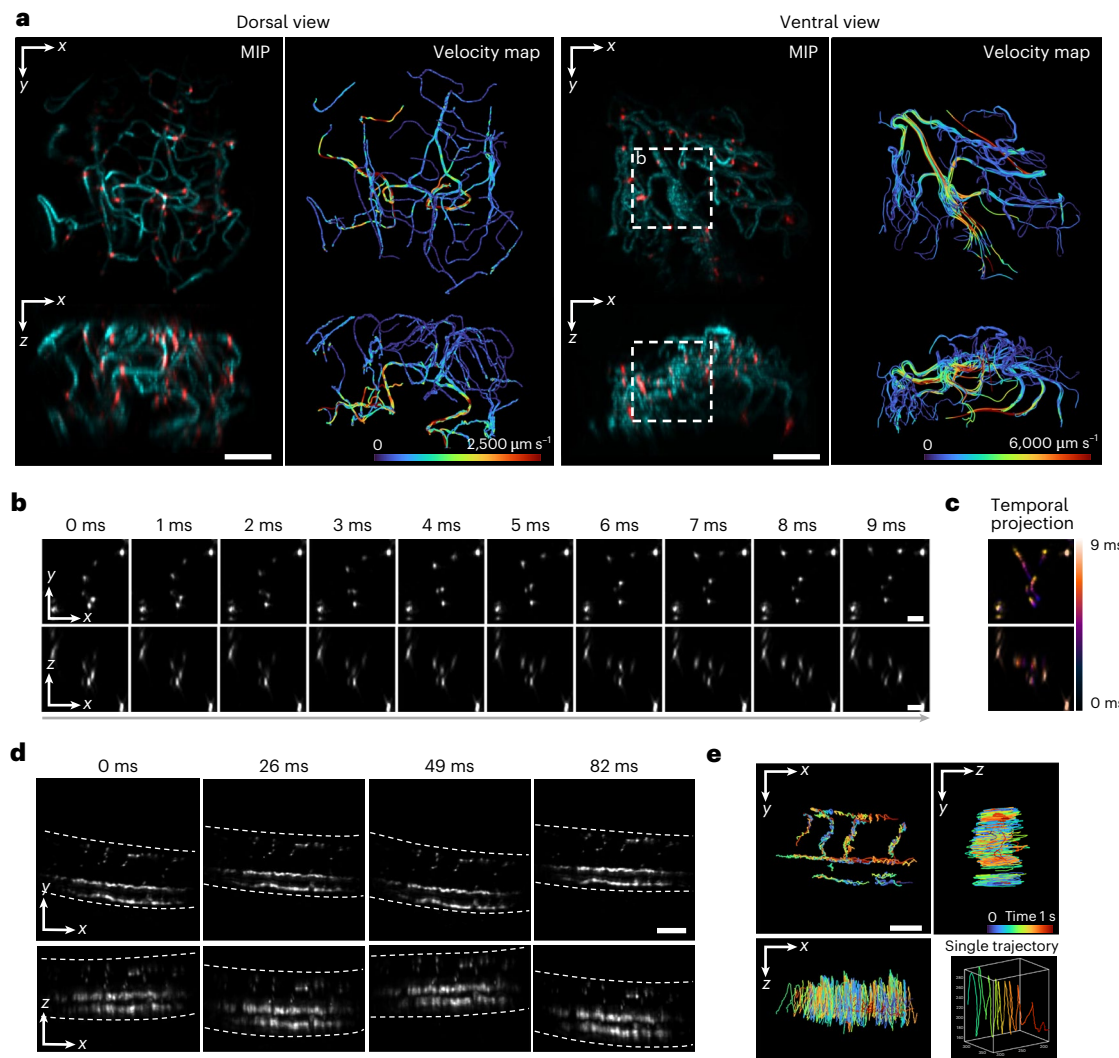 a
Dorsal view
Ventral view
x
y
MIP
Velocity map
x
y
MIP
Velocity map
b
x
z
x
z
0
2,500 µm s⁻¹
0
6,000 µm s⁻¹
b
0 ms
1 ms
2 ms
3 ms
4 ms
5 ms
6 ms
7 ms
8 ms
9 ms
y
x
z
x
c
Temporal
projection
9 ms
0 ms
d
0 ms
26 ms
49 ms
82 ms
y
x
z
x
e
x
y
z
y
0 Time 1 s
x
z
Single trajectory